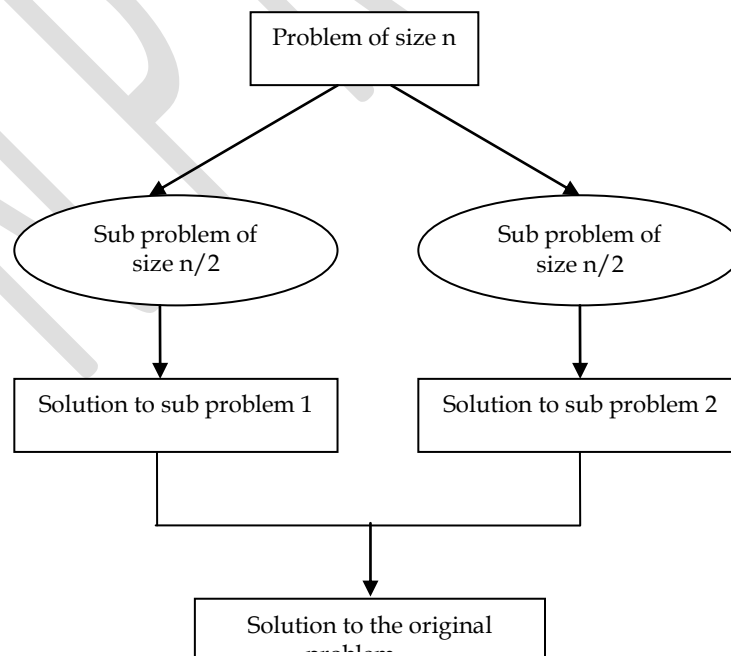 Problem of size n
Sub problem of
size n/2
Sub problem of
size n/2
Solution to sub problem 1
Solution to sub problem 2
Solution to the original
problem